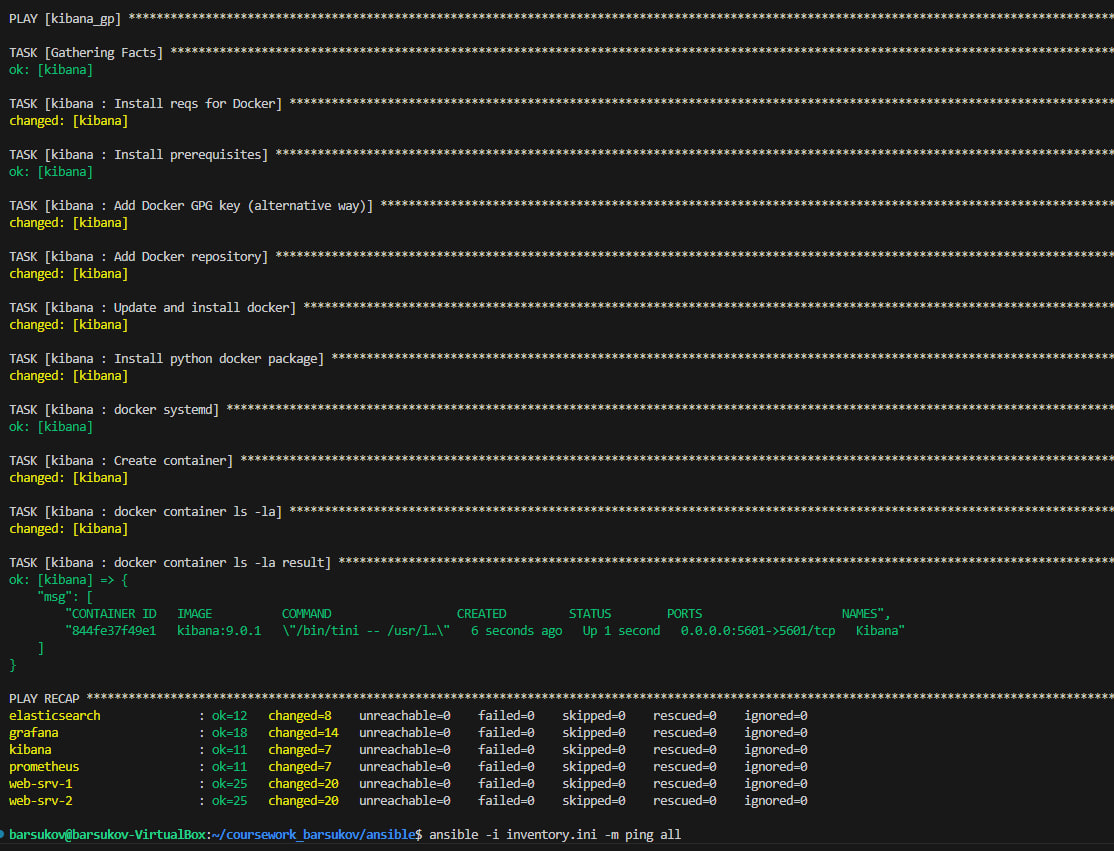 PLAY [kibana_gp] ****************************************************************************************************************************************
TASK [Gathering Facts] ****************************************************************************************************************************************
ok: [kibana]
TASK [kibana : Install reqs for Docker] ****************************************************************************************************************************************
changed: [kibana]
TASK [kibana : Install prerequisites] ****************************************************************************************************************************************
ok: [kibana]
TASK [kibana : Add Docker GPG key (alternative way)] ****************************************************************************************************************************************
changed: [kibana]
TASK [kibana : Add Docker repository] ****************************************************************************************************************************************
changed: [kibana]
TASK [kibana : Update and install docker] ****************************************************************************************************************************************
changed: [kibana]
TASK [kibana : Install python docker package] ****************************************************************************************************************************************
changed: [kibana]
TASK [kibana : docker systemd] ****************************************************************************************************************************************
ok: [kibana]
TASK [kibana : Create container] ****************************************************************************************************************************************
changed: [kibana]
TASK [kibana : docker container ls -la] ****************************************************************************************************************************************
changed: [kibana]
TASK [kibana : docker container ls -la result] ****************************************************************************************************************************************
ok: [kibana] => {
    "msg": [
        "CONTAINER ID   IMAGE          COMMAND                  CREATED         STATUS        PORTS                    NAMES",
        "844fe37f49e1   kibana:9.0.1   \"/bin/tini -- /usr/l…\"   6 seconds ago   Up 1 second   0.0.0.0:5601->5601/tcp   Kibana"
    ]
}
PLAY RECAP ****************************************************************************************************************************************
elasticsearch              : ok=12   changed=8    unreachable=0    failed=0    skipped=0    rescued=0    ignored=0
grafana                    : ok=18   changed=14   unreachable=0    failed=0    skipped=0    rescued=0    ignored=0
kibana                     : ok=11   changed=7    unreachable=0    failed=0    skipped=0    rescued=0    ignored=0
prometheus                 : ok=11   changed=7    unreachable=0    failed=0    skipped=0    rescued=0    ignored=0
web-srv-1                  : ok=25   changed=20   unreachable=0    failed=0    skipped=0    rescued=0    ignored=0
web-srv-2                  : ok=25   changed=20   unreachable=0    failed=0    skipped=0    rescued=0    ignored=0
barsukov@barsukov-VirtualBox:~/coursework_barsukov/ansible$ ansible -i inventory.ini -m ping all